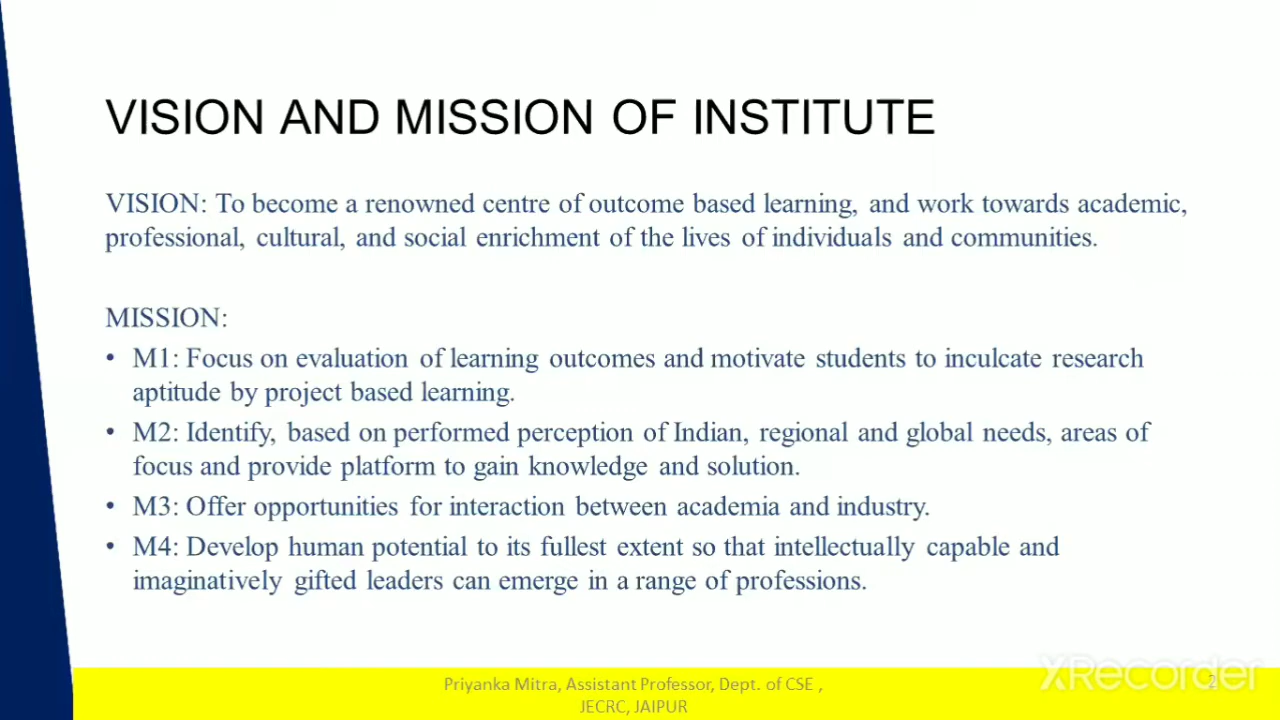 VISION AND MISSION OF INSTITUTE
VISION: To become a renowned centre of outcome based learning, and work towards academic,
professional, cultural, and social enrichment of the lives of individuals and communities.
MISSION:
• M1: Focus on evaluation of learning outcomes and motivate students to inculcate research
aptitude by project based learning.
• M2: Identify, based on performed perception of Indian, regional and global needs, areas of
focus and provide platform to gain knowledge and solution.
• M3: Offer opportunities for interaction between academia and industry.
• M4: Develop human potential to its fullest extent so that intellectually capable and
imaginatively gifted leaders can emerge in a range of professions.
Priyanka Mitra, Assistant Professor, Dept. of CSE ,
JECRC, JAIPUR
2
XRecorder